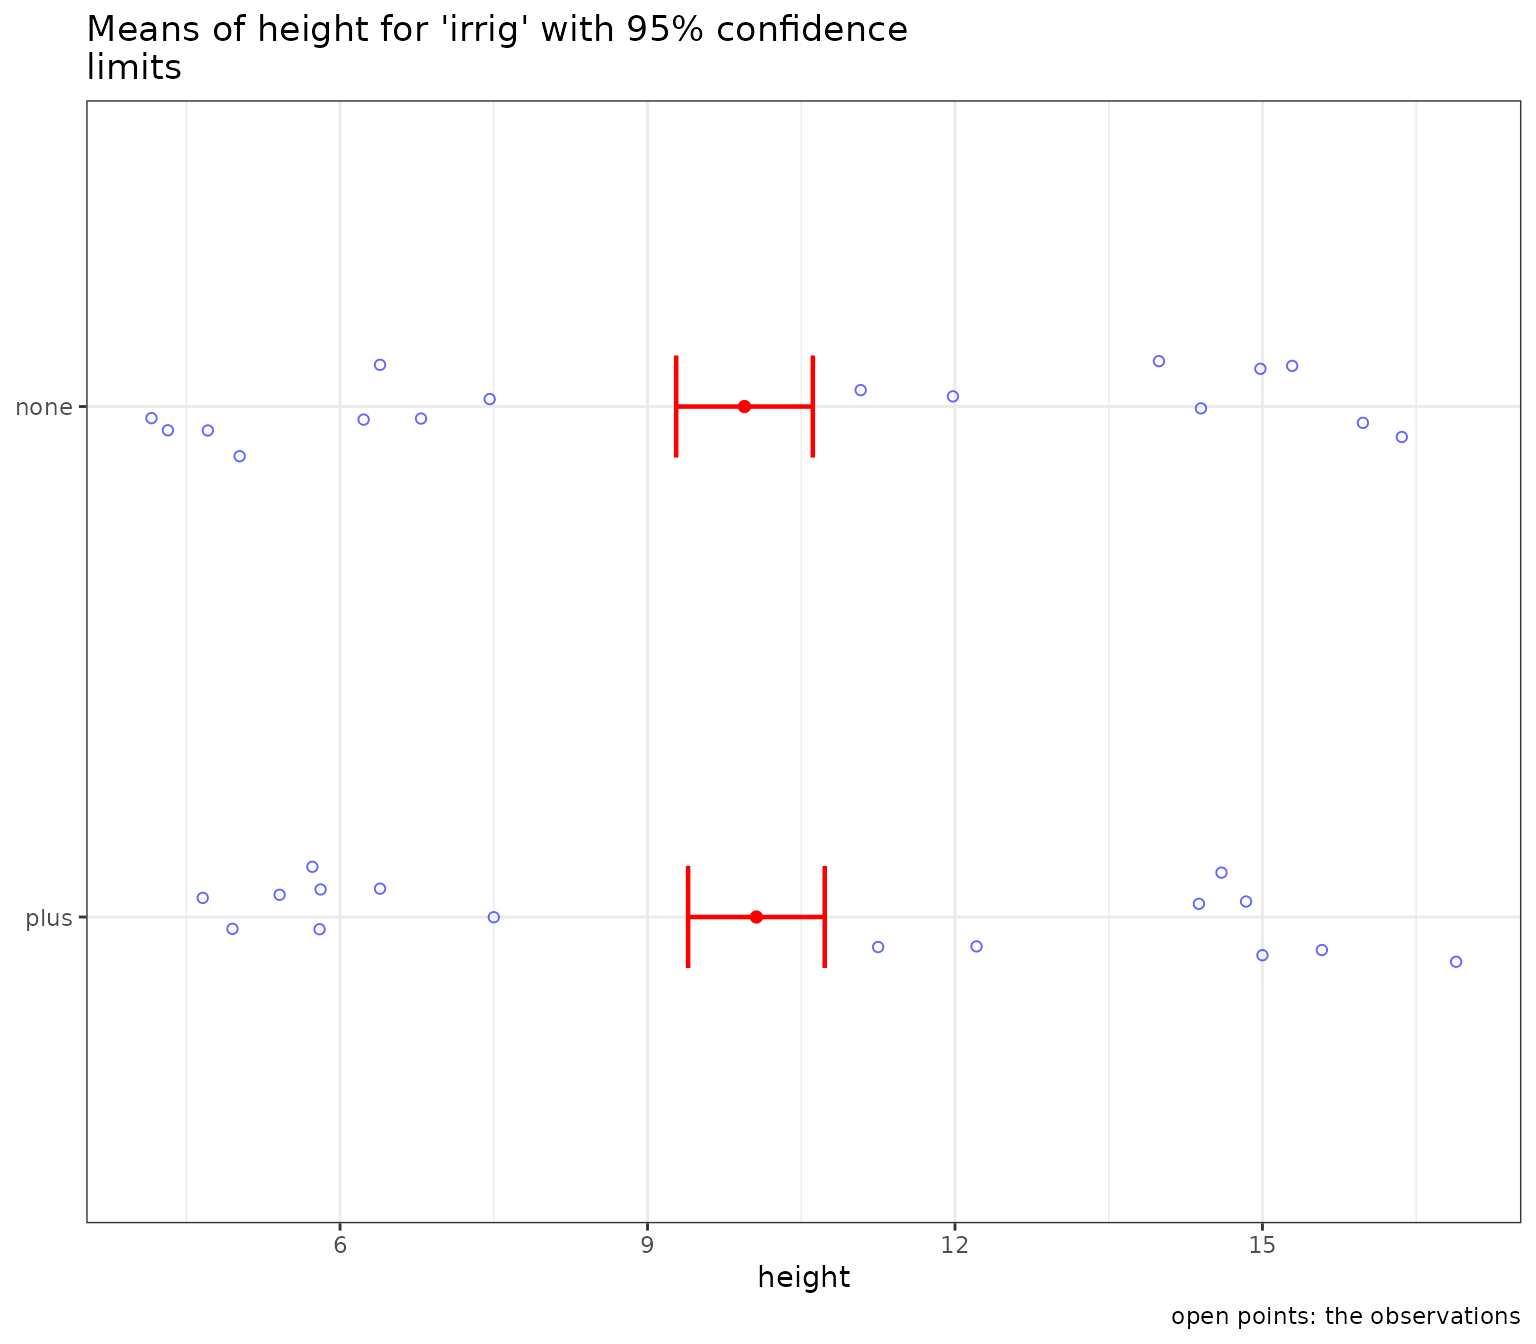 Means of height for 'irrig' with 95% confidence
limits
none
plus
6 9 12 15
height
open points: the observations